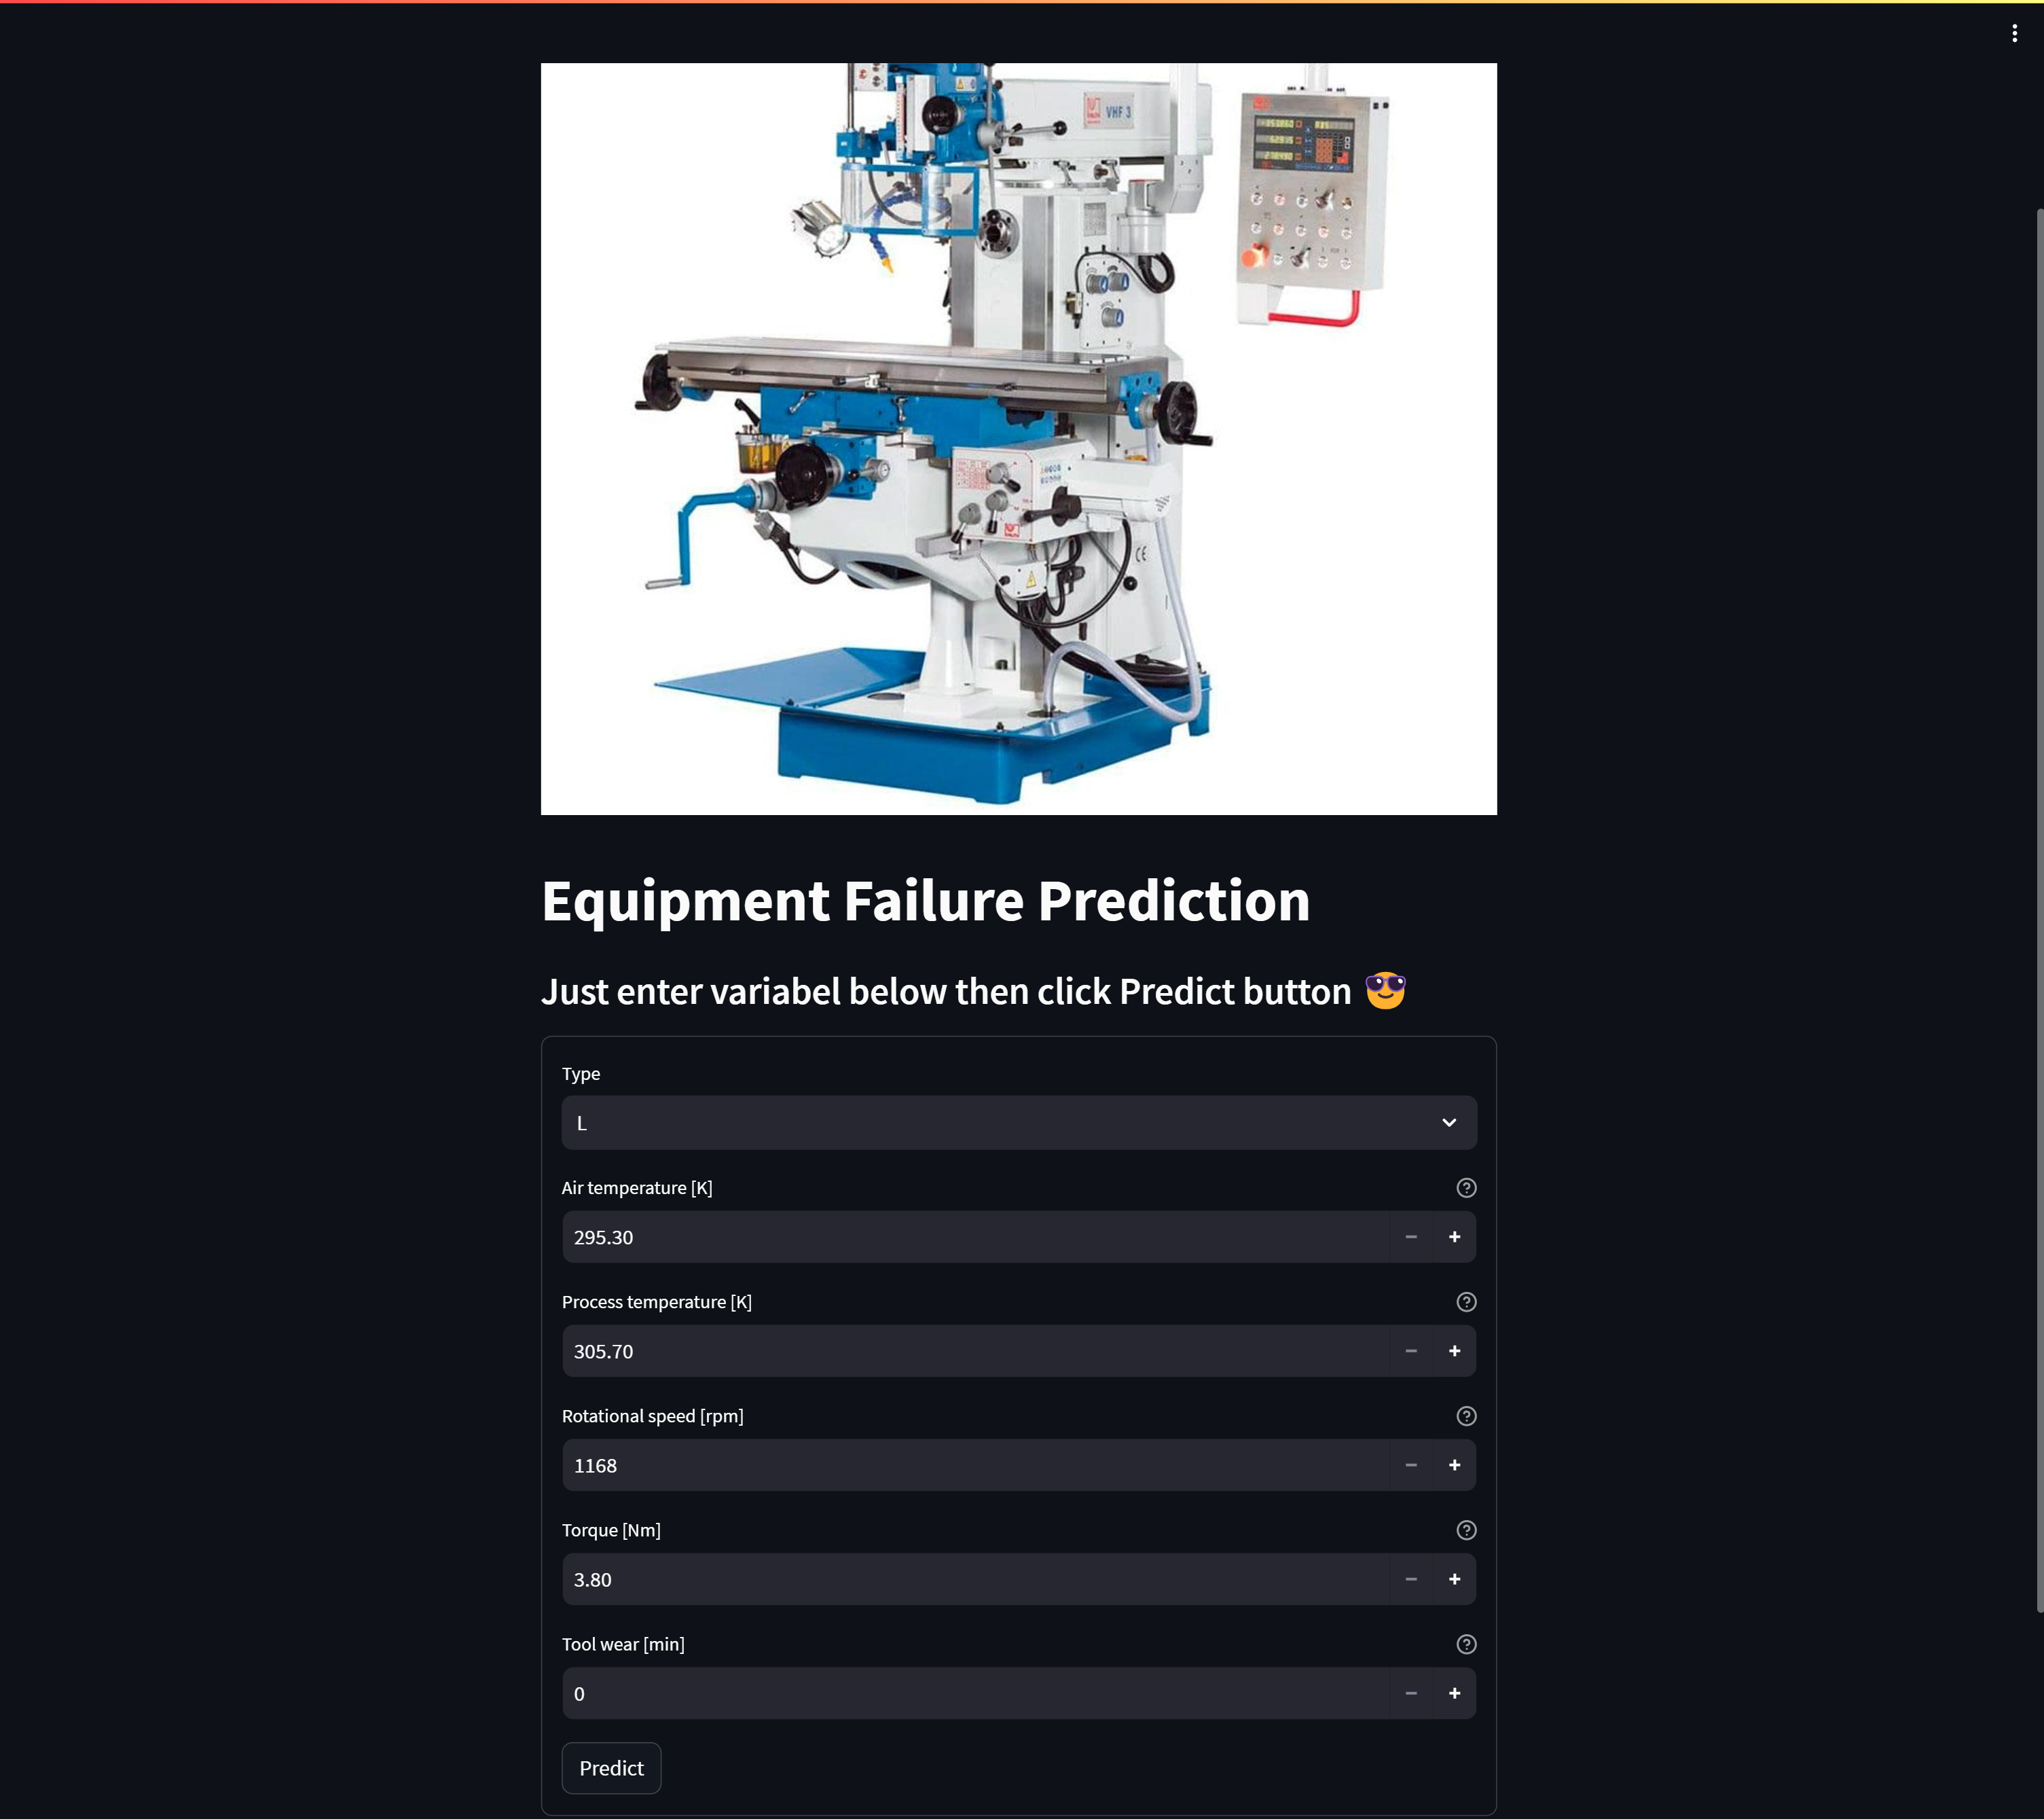 VHF 3
Equipment Failure Prediction
Just enter variabel below then click Predict button 😎
Type
L
Air temperature [K]
295.30
Process temperature [K]
305.70
Rotational speed [rpm]
1168
Torque [Nm]
3.80
Tool wear [min]
0
Predict